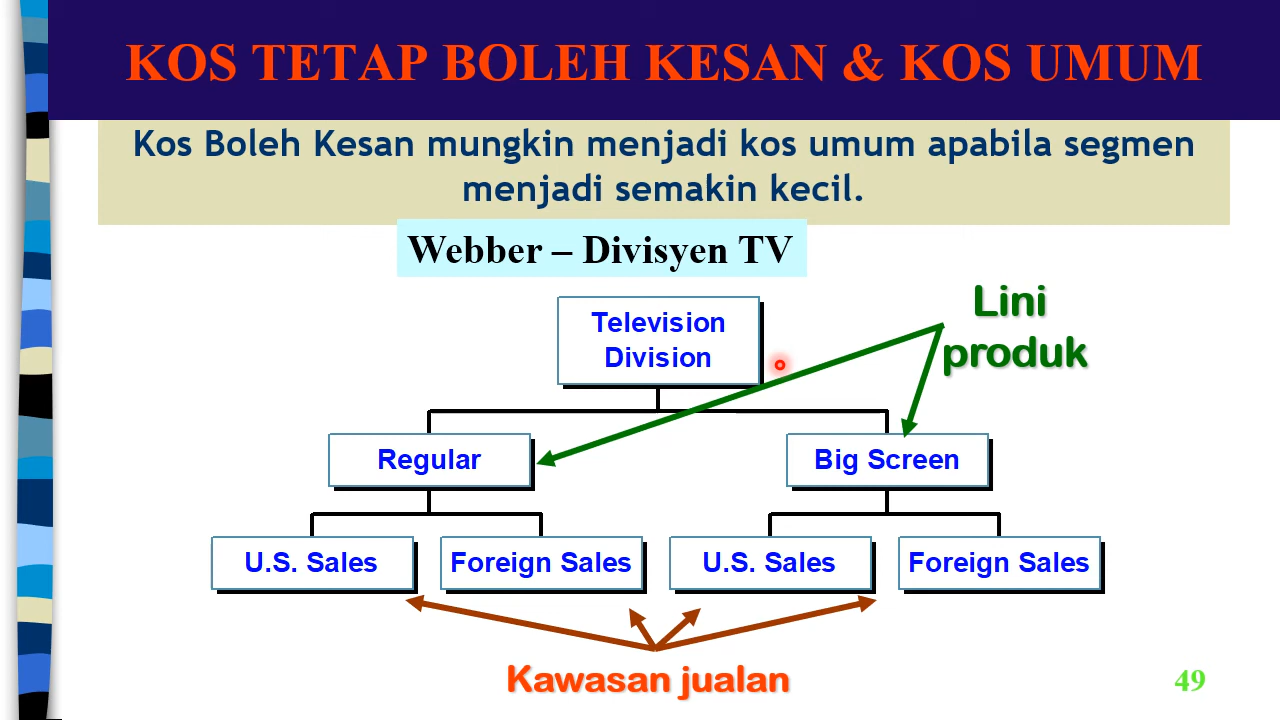 KOS TETAP BOLEH KESAN & KOS UMUM
Kos Boleh Kesan mungkin menjadi kos umum apabila segmen
menjadi semakin kecil.
Webber – Divisyen TV
Lini
produk
Television
Division
Regular
Big Screen
U.S. Sales
Foreign Sales
U.S. Sales
Foreign Sales
Kawasan jualan
49